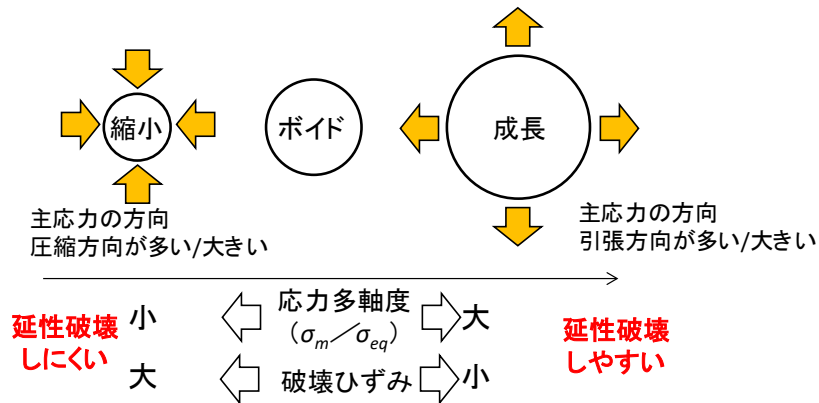 縮小
ボイド
成長
主応力の方向
圧縮方向が多い/大きい
主応力の方向
引張方向が多い/大きい
延性破壊
しにくい
小
応力多軸度
(σm／σeq)
大
大
破壊ひずみ
小
延性破壊
しやすい